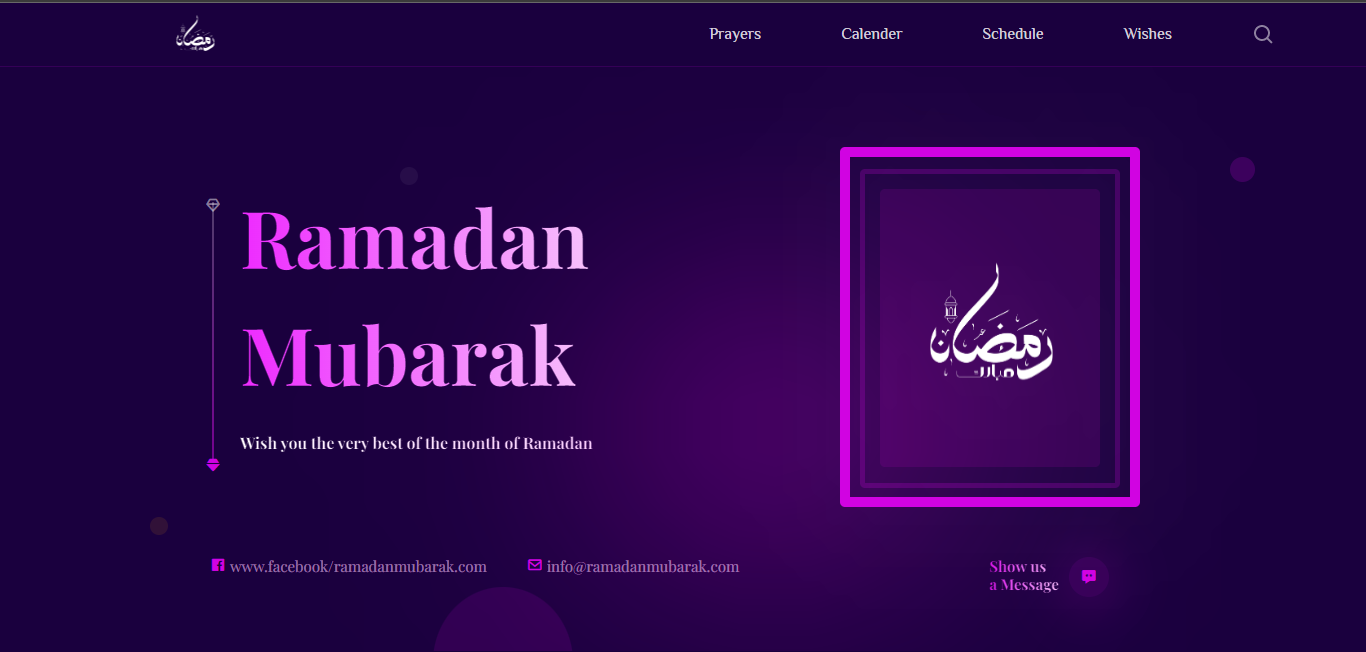 رمضان
Prayers
Calender
Schedule
Wishes
Ramadan
Mubarak
Wish you the very best of the month of Ramadan
رمضان
مبارك
www.facebook/ramadanmubarak.com
info@ramadanmubarak.com
Show us
a Message